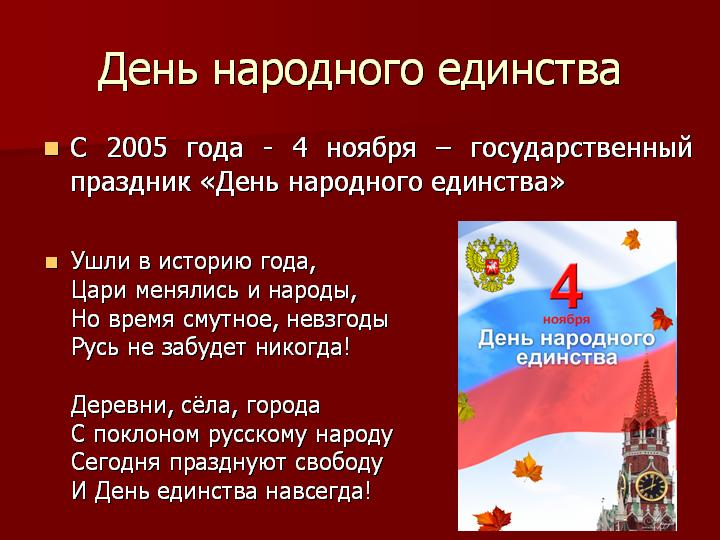 День народного единства
С 2005 года - 4 ноября – государственный
праздник «День народного единства»
Ушли в историю года,
Цари менялись и народы,
Но время смутное, невзгоды
Русь не забудет никогда!
Деревни, сёла, города
С поклоном русскому народу
Сегодня празднуют свободу
И День единства навсегда!
4
ноября
День народного
единства